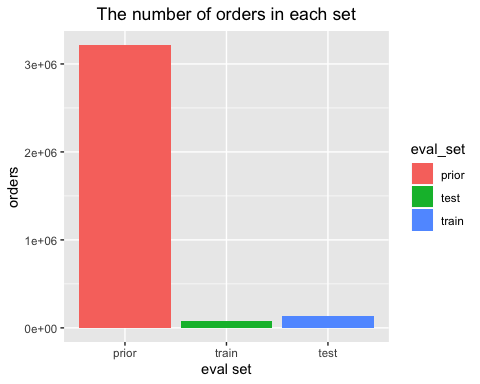 The number of orders in each set
orders
3e+06
2e+06
1e+06
0e+00
prior train test
eval set
eval_set
prior
test
train